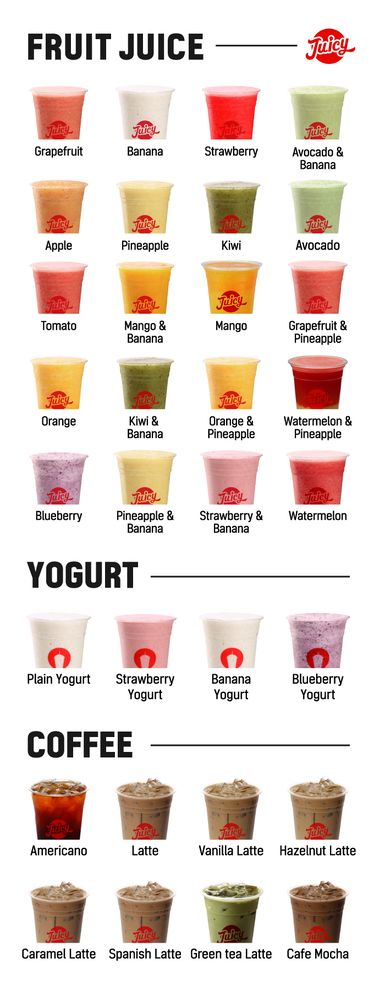 FRUIT JUICE
Juicy
Grapefruit
Banana
Strawberry
Avocado &
Banana
Apple
Pineapple
Kiwi
Avocado
Tomato
Mango &
Banana
Mango
Grapefruit &
Pineapple
Orange
Kiwi &
Banana
Orange &
Pineapple
Watermelon &
Pineapple
Blueberry
Pineapple &
Banana
Strawberry &
Banana
Watermelon
YOGURT
Plain Yogurt
Strawberry
Yogurt
Banana
Yogurt
Blueberry
Yogurt
COFFEE
Americano
Latte
Vanilla Latte
Hazelnut Latte
Caramel Latte
Spanish Latte
Green tea Latte
Cafe Mocha